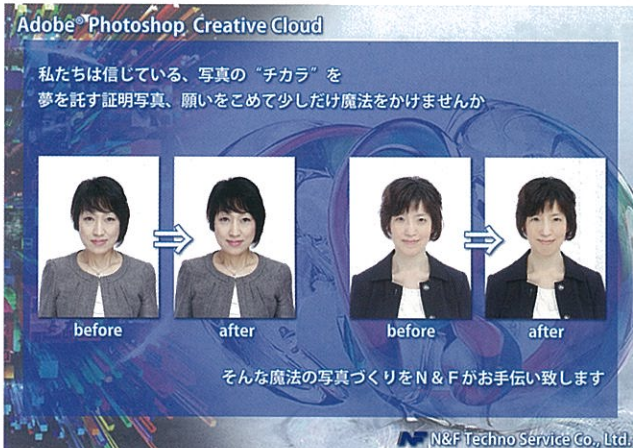 Adobe® Photoshop Creative Cloud
私たちは信じている、写真の“チカラ”を
夢を託す証明写真、願いをこめて少しだけ魔法をかけませんか
before
after
before
after
そんな魔法の写真づくりをN＆Fがお手伝い致します
NF N&F Techno Service Co., Ltd.